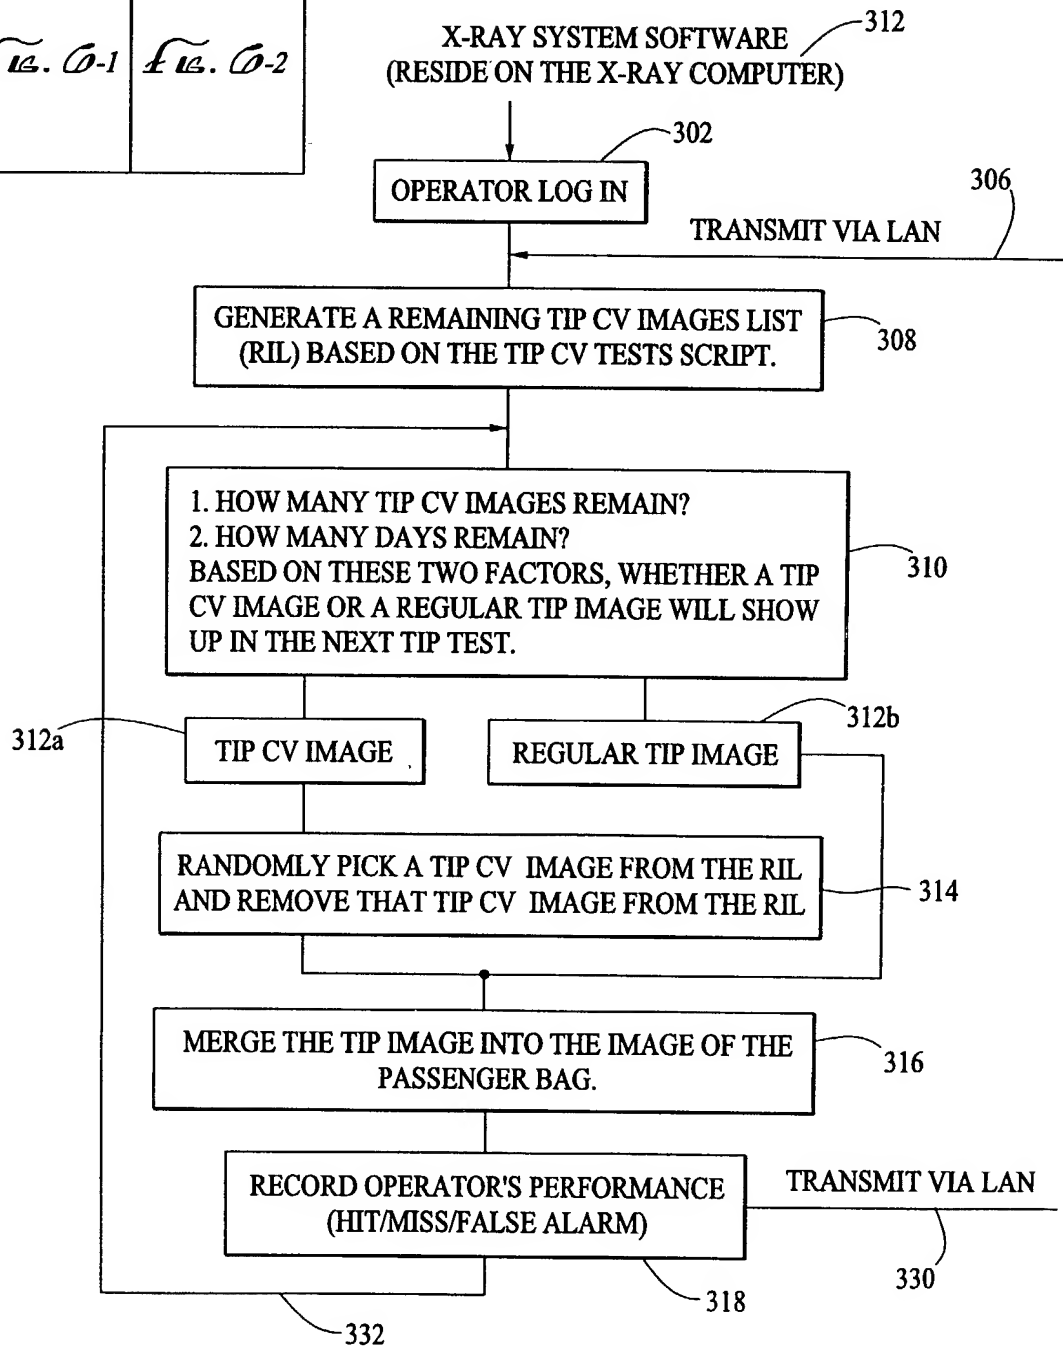 FIG. 6-1
FIG. 6-2
312
X-RAY SYSTEM SOFTWARE
(RESIDE ON THE X-RAY COMPUTER)
302
OPERATOR LOG IN
306
TRANSMIT VIA LAN
GENERATE A REMAINING TIP CV IMAGES LIST
(RIL) BASED ON THE TIP CV TESTS SCRIPT.
308
1. HOW MANY TIP CV IMAGES REMAIN?
2. HOW MANY DAYS REMAIN?
BASED ON THESE TWO FACTORS, WHETHER A TIP
CV IMAGE OR A REGULAR TIP IMAGE WILL SHOW
UP IN THE NEXT TIP TEST.
310
312a
TIP CV IMAGE
312b
REGULAR TIP IMAGE
RANDOMLY PICK A TIP CV IMAGE FROM THE RIL
AND REMOVE THAT TIP CV IMAGE FROM THE RIL
314
MERGE THE TIP IMAGE INTO THE IMAGE OF THE
PASSENGER BAG.
316
RECORD OPERATOR'S PERFORMANCE
(HIT/MISS/FALSE ALARM)
TRANSMIT VIA LAN
330
318
332